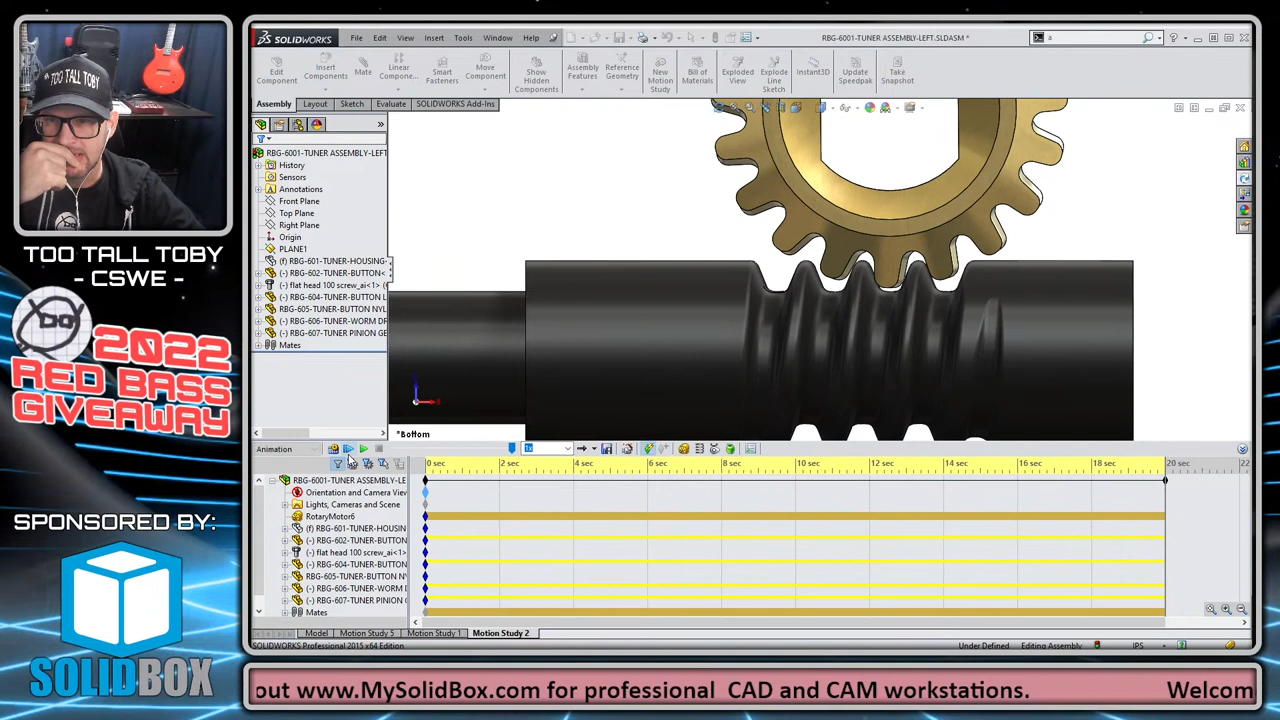 TOO TALL TOBY
- CSWE -
2022
RED BASS
GIVEAWAY
SPONSORED BY:
SOLIDBOX
SOLIDWORKS
File Edit View Insert Tools Window Help
RBG-6001-TUNER ASSEMBLY-LEFT.SLDASM *
a
Edit Component
Insert Components
Mate
Linear Compone...
Smart Fasteners
Move Component
Show Hidden Components
Assembly Features
Reference Geometry
New Motion Study
Bill of Materials
Exploded View
Explode Line Sketch
Instant3D
Update Speedpak
Take Snapshot
Assembly Layout Sketch Evaluate SOLIDWORKS Add-Ins
RBG-6001-TUNER ASSEMBLY-LEFT
History
Sensors
Annotations
Front Plane
Top Plane
Right Plane
Origin
PLANE1
(f) RBG-601-TUNER-HOUSING-
(-) RBG-602-TUNER-BUTTON<
(-) flat head 100 screw_ai<1> (
(-) RBG-604-TUNER-BUTTON L
RBG-605-TUNER-BUTTON NYL
(-) RBG-606-TUNER-WORM DR
(-) RBG-607-TUNER PINION GE
Mates
*Bottom
Animation
1x
0 sec 2 sec 4 sec 6 sec 8 sec 10 sec 12 sec 14 sec 16 sec 18 sec 20 sec 22
RBG-6001-TUNER ASSEMBLY-LE
Orientation and Camera View
Lights, Cameras and Scene
RotaryMotor6
(f) RBG-601-TUNER-HOUSIN
(-) RBG-602-TUNER-BUTTO
(-) flat head 100 screw_ai<1>
(-) RBG-604-TUNER-BUTTO
RBG-605-TUNER-BUTTON NY
(-) RBG-606-TUNER-WORM D
(-) RBG-607-TUNER PINION G
Mates
Model Motion Study 5 Motion Study 1 Motion Study 2
SOLIDWORKS Professional 2015 x64 Edition
Under Defined Editing Assembly IPS
out www.MySolidBox.com for professional CAD and CAM workstations. Welcom